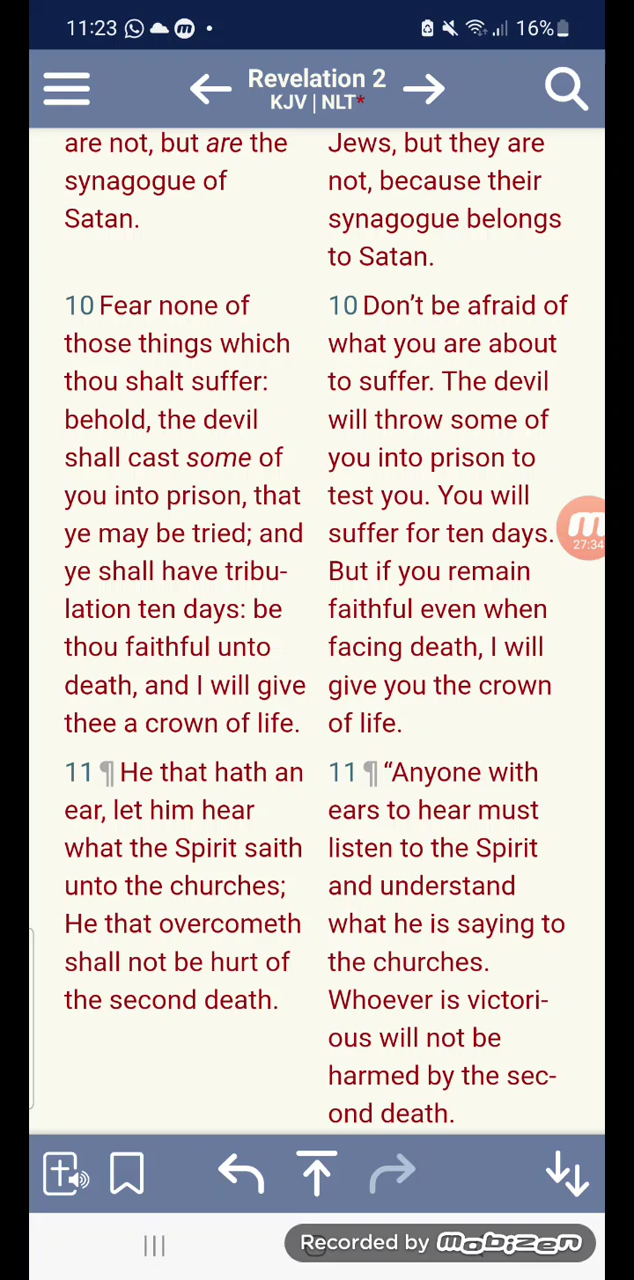 11:23
16%
Revelation 2
KJV | NLT*
are not, but are the
synagogue of
Satan.
10 Fear none of
those things which
thou shalt suffer:
behold, the devil
shall cast some of
you into prison, that
ye may be tried; and
ye shall have tribu-
lation ten days: be
thou faithful unto
death, and I will give
thee a crown of life.
11 ¶ He that hath an
ear, let him hear
what the Spirit saith
unto the churches;
He that overcometh
shall not be hurt of
the second death.
Jews, but they are
not, because their
synagogue belongs
to Satan.
10 Don’t be afraid of
what you are about
to suffer. The devil
will throw some of
you into prison to
test you. You will
suffer for ten days.
But if you remain
faithful even when
facing death, I will
give you the crown
of life.
11 ¶ “Anyone with
ears to hear must
listen to the Spirit
and understand
what he is saying to
the churches.
Whoever is victori-
ous will not be
harmed by the sec-
ond death.
27:34
Recorded by mobizen